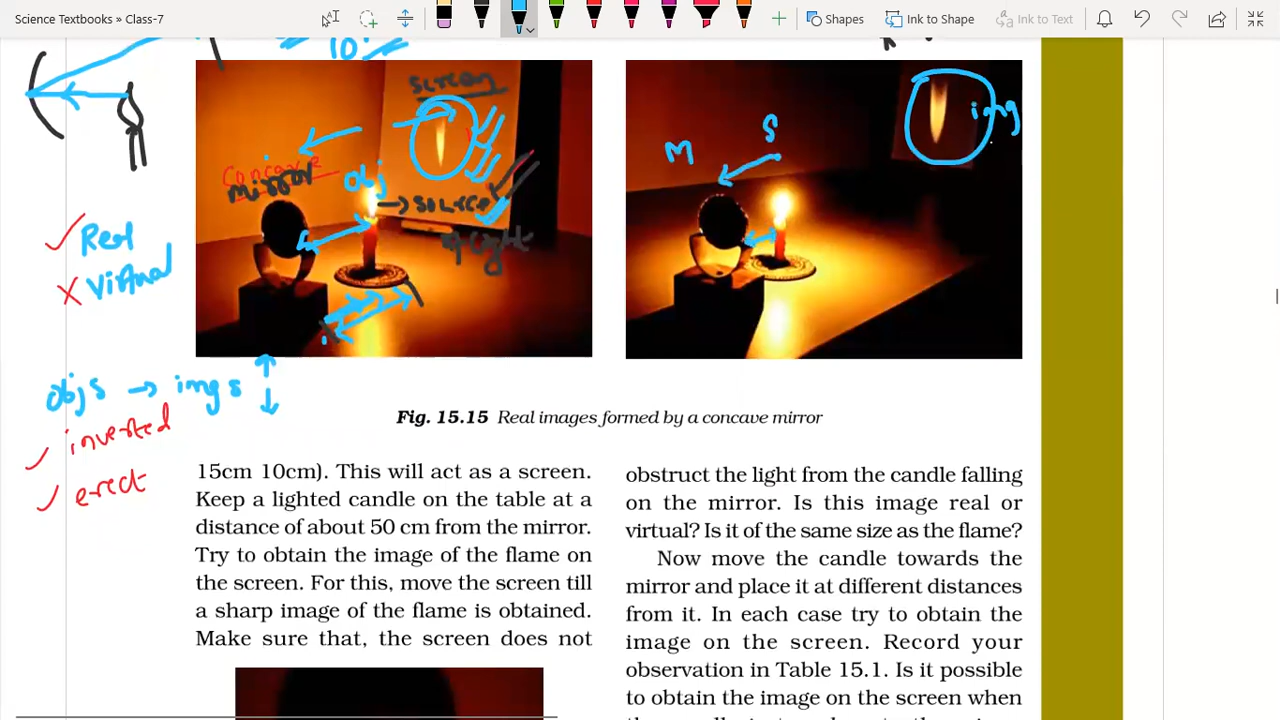 Science Textbooks » Class-7
Shapes
Ink to Shape
Ink to Text
10
Screen
Concave
mirror
obj
source
of light
M
S
img
Real
Virtual
objs → imgs
inverted
erect
Fig. 15.15 Real images formed by a concave mirror
15cm 10cm). This will act as a screen.
Keep a lighted candle on the table at a
distance of about 50 cm from the mirror.
Try to obtain the image of the flame on
the screen. For this, move the screen till
a sharp image of the flame is obtained.
Make sure that, the screen does not
obstruct the light from the candle falling
on the mirror. Is this image real or
virtual? Is it of the same size as the flame?
Now move the candle towards the
mirror and place it at different distances
from it. In each case try to obtain the
image on the screen. Record your
observation in Table 15.1. Is it possible
to obtain the image on the screen when